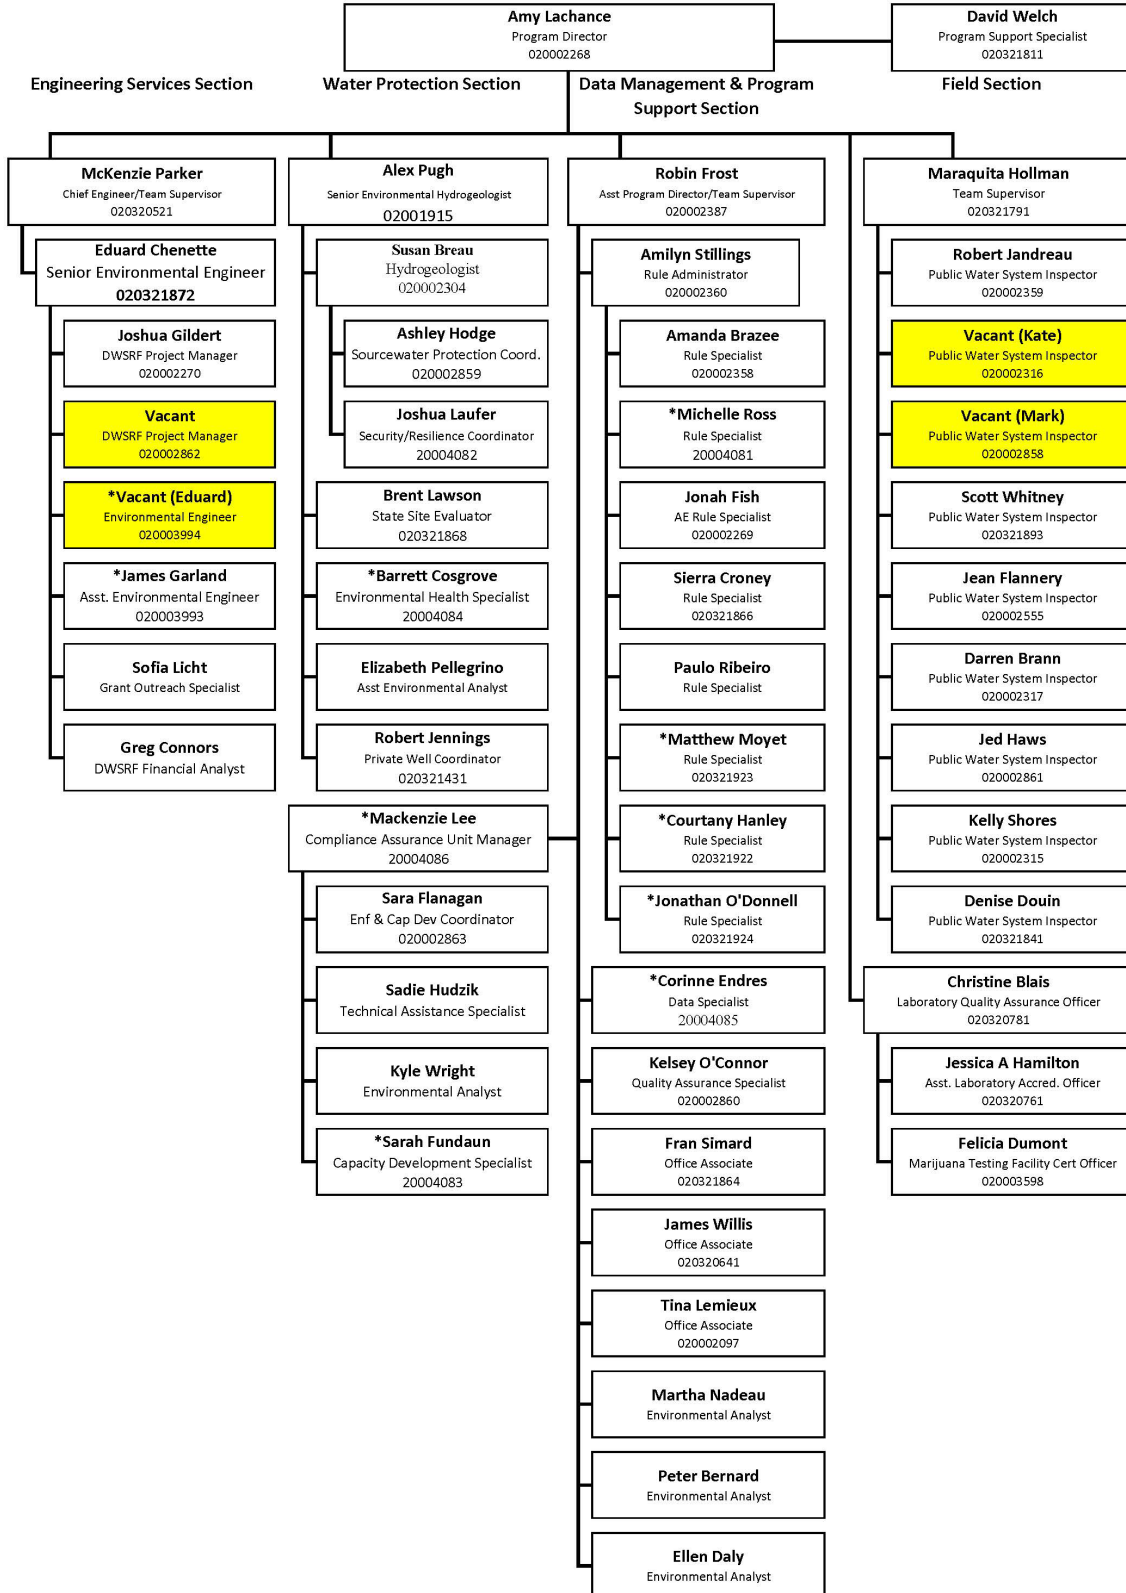 Amy Lachance
Program Director
020002268
David Welch
Program Support Specialist
020321811
Engineering Services Section
Water Protection Section
Data Management & Program
Support Section
Field Section
McKenzie Parker
Chief Engineer/Team Supervisor
020320521
Eduard Chenette
Senior Environmental Engineer
020321872
Joshua Gildert
DWSRF Project Manager
020002270
Vacant
DWSRF Project Manager
020002862
*Vacant (Eduard)
Environmental Engineer
020003994
*James Garland
Asst. Environmental Engineer
020003993
Sofia Licht
Grant Outreach Specialist
Greg Connors
DWSRF Financial Analyst
Alex Pugh
Senior Environmental Hydrogeologist
02001915
Susan Breau
Hydrogeologist
020002304
Ashley Hodge
Sourcewater Protection Coord.
020002859
Joshua Laufer
Security/Resilience Coordinator
20004082
Brent Lawson
State Site Evaluator
020321868
*Barrett Cosgrove
Environmental Health Specialist
20004084
Elizabeth Pellegrino
Asst Environmental Analyst
Robert Jennings
Private Well Coordinator
020321431
*Mackenzie Lee
Compliance Assurance Unit Manager
20004086
Sara Flanagan
Enf & Cap Dev Coordinator
020002863
Sadie Hudzik
Technical Assistance Specialist
Kyle Wright
Environmental Analyst
*Sarah Fundaun
Capacity Development Specialist
20004083
Robin Frost
Asst Program Director/Team Supervisor
020002387
Amilyn Stillings
Rule Administrator
020002360
Amanda Brazee
Rule Specialist
020002358
*Michelle Ross
Rule Specialist
20004081
Jonah Fish
AE Rule Specialist
020002269
Sierra Croney
Rule Specialist
020321866
Paulo Ribeiro
Rule Specialist
*Matthew Moyet
Rule Specialist
020321923
*Courtany Hanley
Rule Specialist
020321922
*Jonathan O'Donnell
Rule Specialist
020321924
*Corinne Endres
Data Specialist
20004085
Kelsey O'Connor
Quality Assurance Specialist
020002860
Fran Simard
Office Associate
020321864
James Willis
Office Associate
020320641
Tina Lemieux
Office Associate
020002097
Martha Nadeau
Environmental Analyst
Peter Bernard
Environmental Analyst
Ellen Daly
Environmental Analyst
Maraquita Hollman
Team Supervisor
020321791
Robert Jandreau
Public Water System Inspector
020002359
Vacant (Kate)
Public Water System Inspector
020002316
Vacant (Mark)
Public Water System Inspector
020002858
Scott Whitney
Public Water System Inspector
020321893
Jean Flannery
Public Water System Inspector
020002555
Darren Brann
Public Water System Inspector
020002317
Jed Haws
Public Water System Inspector
020002861
Kelly Shores
Public Water System Inspector
020002315
Denise Douin
Public Water System Inspector
020321841
Christine Blais
Laboratory Quality Assurance Officer
020320781
Jessica A Hamilton
Asst. Laboratory Accred. Officer
020320761
Felicia Dumont
Marijuana Testing Facility Cert Officer
020003598